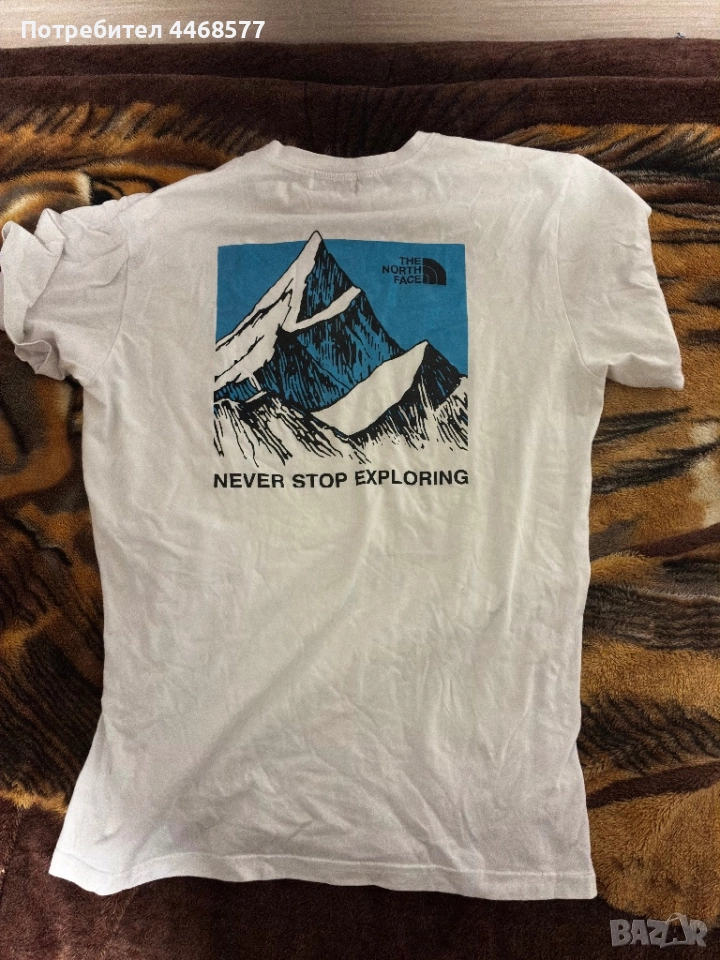 Потребител 4468577
THE
NORTH
FACE
NEVER STOP EXPLORING
BAZAR